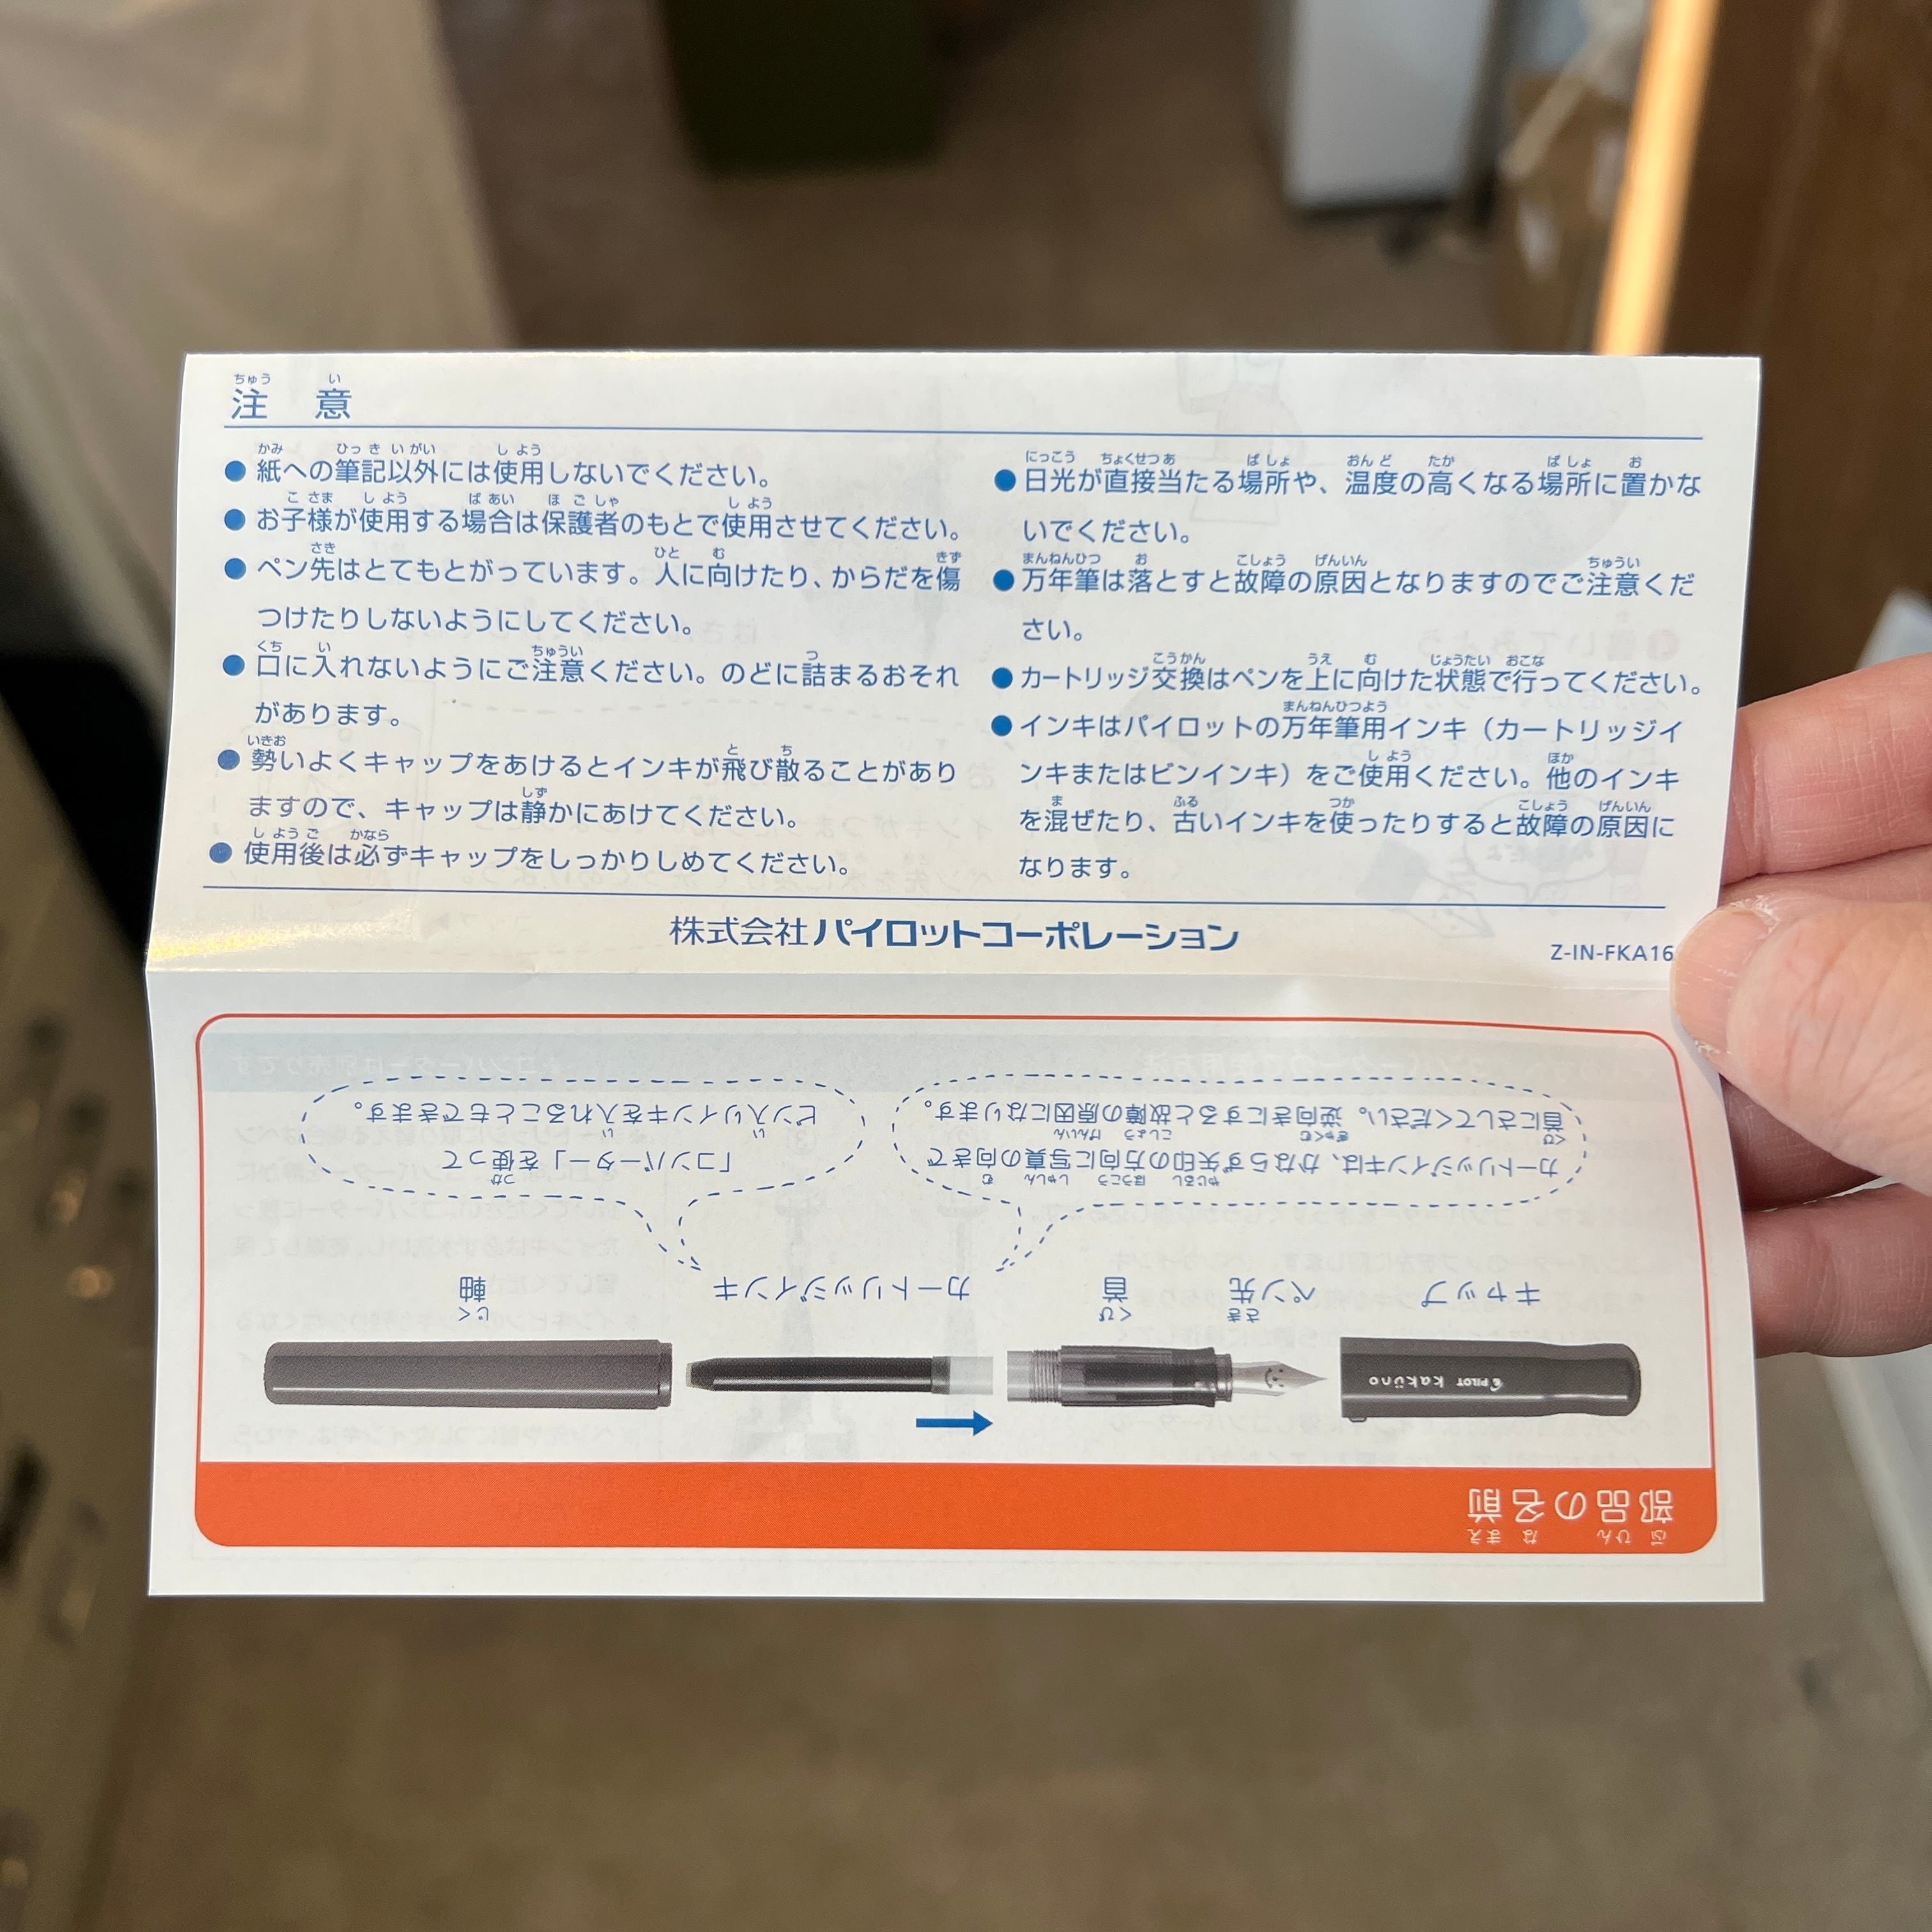 注意
●紙への筆記以外には使用しないでください。
●お子様が使用する場合は保護者のもとで使用させてください。
●ペン先はとてもとがっています。人に向けたり、からだを傷
つけたりしないようにしてください。
●口に入れないようにご注意ください。のどに詰まるおそれ
があります。
●勢いよくキャップをあけるとインキが飛び散ることがあり
ますので、キャップは静かにあけてください。
●使用後は必ずキャップをしっかりしめてください。
●日光が直接当たる場所や、温度の高くなる場所に置かな
いでください。
●万年筆は落とすと故障の原因となりますのでご注意くだ
さい。
●カートリッジ交換はペンを上に向けた状態で行ってください。
●インキはパイロットの万年筆用インキ（カートリッジイ
ンキまたはビンインキ）をご使用ください。他のインキ
を混ぜたり、古いインキを使ったりすると故障の原因に
なります。
株式会社パイロットコーポレーション
Z-IN-FKA16
部品の名前
PILOT kaküno
キャップ
ペン先
首
カートリッジインキ
軸
カートリッジインキは、かならず矢印の方向に写真の向きで
首にさしてください。逆向きにすると故障の原因になります。
「コンバーター」を使って
ビン入りインキを入れることもできます。